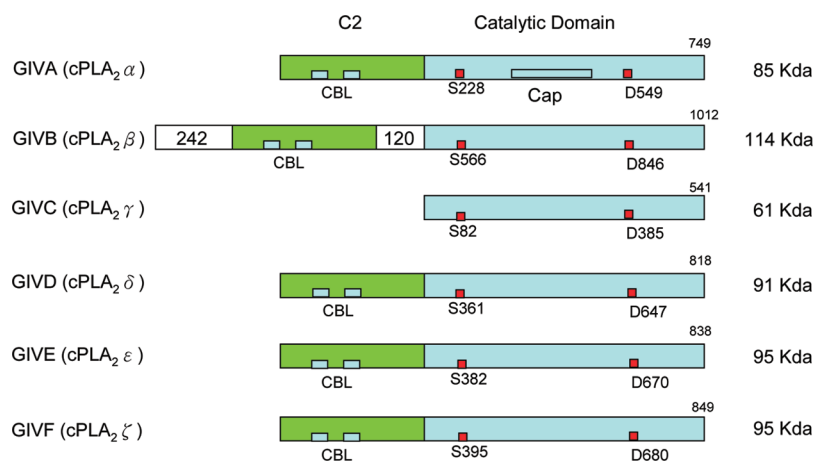 C2 Catalytic Domain
749
GIVA (cPLA₂ α) 85 Kda
CBL S228 Cap D549
1012
GIVB (cPLA₂ β) 242 120 114 Kda
CBL S566 D846
541
GIVC (cPLA₂ γ) 61 Kda
S82 D385
818
GIVD (cPLA₂ δ) 91 Kda
CBL S361 D647
838
GIVE (cPLA₂ ε) 95 Kda
CBL S382 D670
849
GIVF (cPLA₂ ζ) 95 Kda
CBL S395 D680